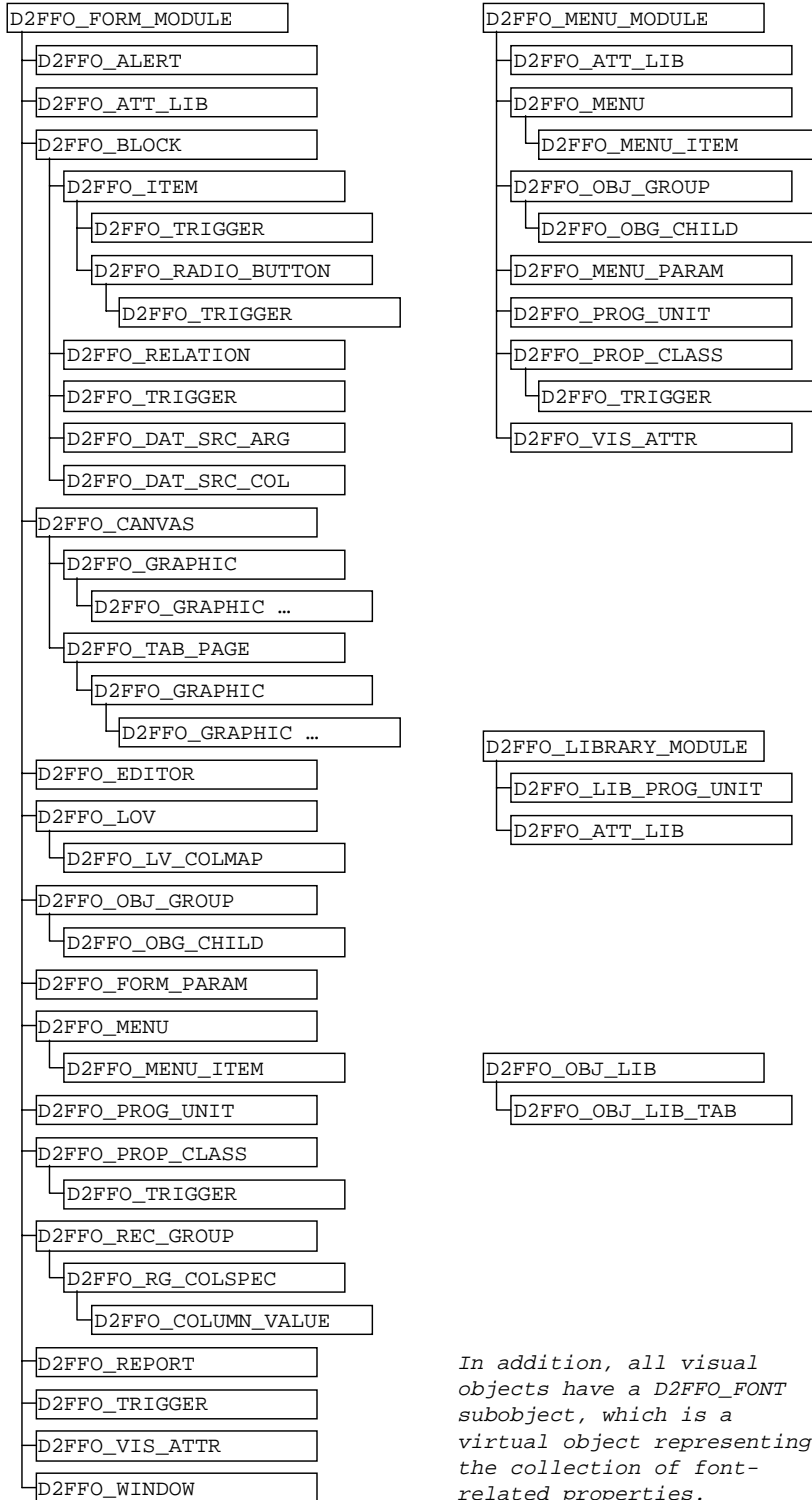 D2FFO_FORM_MODULE
D2FFO_ALERT
D2FFO_ATT_LIB
D2FFO_BLOCK
D2FFO_ITEM
D2FFO_TRIGGER
D2FFO_RADIO_BUTTON
D2FFO_TRIGGER
D2FFO_RELATION
D2FFO_TRIGGER
D2FFO_DAT_SRC_ARG
D2FFO_DAT_SRC_COL
D2FFO_CANVAS
D2FFO_GRAPHIC
D2FFO_GRAPHIC …
D2FFO_TAB_PAGE
D2FFO_GRAPHIC
D2FFO_GRAPHIC …
D2FFO_EDITOR
D2FFO_LOV
D2FFO_LV_COLMAP
D2FFO_OBJ_GROUP
D2FFO_OBG_CHILD
D2FFO_FORM_PARAM
D2FFO_MENU
D2FFO_MENU_ITEM
D2FFO_PROG_UNIT
D2FFO_PROP_CLASS
D2FFO_TRIGGER
D2FFO_REC_GROUP
D2FFO_RG_COLSPEC
D2FFO_COLUMN_VALUE
D2FFO_REPORT
D2FFO_TRIGGER
D2FFO_VIS_ATTR
D2FFO_WINDOW
D2FFO_MENU_MODULE
D2FFO_ATT_LIB
D2FFO_MENU
D2FFO_MENU_ITEM
D2FFO_OBJ_GROUP
D2FFO_OBG_CHILD
D2FFO_MENU_PARAM
D2FFO_PROG_UNIT
D2FFO_PROP_CLASS
D2FFO_TRIGGER
D2FFO_VIS_ATTR
D2FFO_LIBRARY_MODULE
D2FFO_LIB_PROG_UNIT
D2FFO_ATT_LIB
D2FFO_OBJ_LIB
D2FFO_OBJ_LIB_TAB
In addition, all visual
objects have a D2FFO_FONT
subobject, which is a
virtual object representing
the collection of font-
related properties.